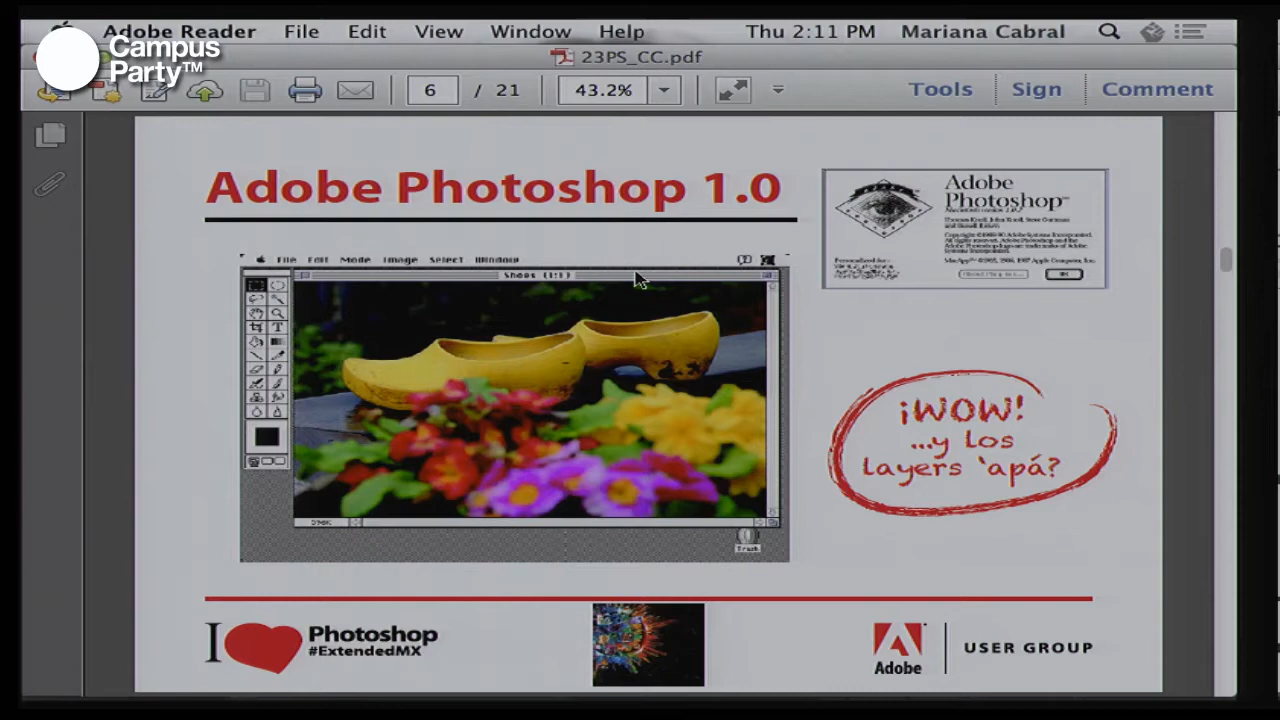 Adobe Reader File Edit View Window Help Thu 2:11 PM Mariana Cabral
Campus
Party™
23PS_CC.pdf
6 / 21 43.2% Tools Sign Comment
Adobe Photoshop 1.0
Adobe
Photoshop™
File Edit Mode Image Select Window
Shoes (1:1)
Trash
¡WOW!
...y los
layers 'apá?
I Photoshop
#ExtendedMX
Adobe
USER GROUP